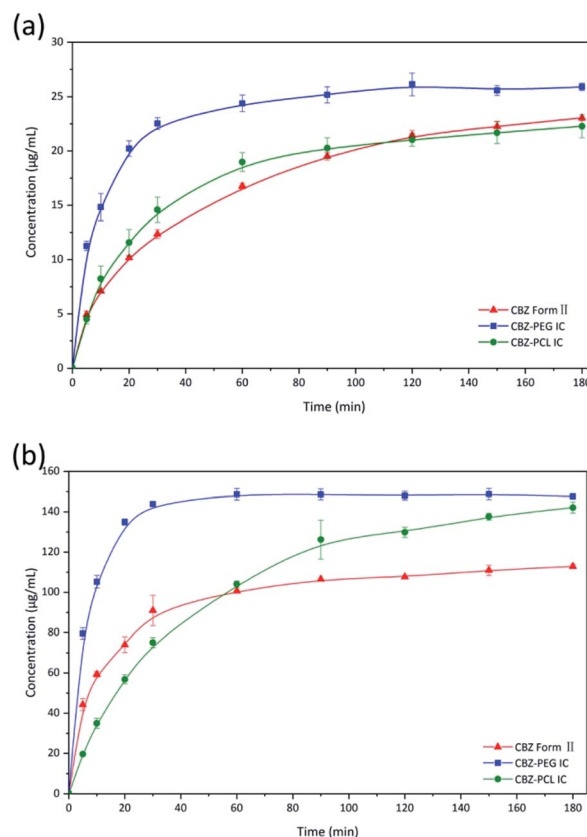 (a)
30
25
20
15
10
5
0
Concentration (μg/mL)
CBZ Form Ⅱ
CBZ-PEG IC
CBZ-PCL IC
0 20 40 60 80 100 120 140 160 180
Time (min)
(b)
160
140
120
100
80
60
40
20
0
Concentration (μg/mL)
CBZ Form Ⅱ
CBZ-PEG IC
CBZ-PCL IC
0 20 40 60 80 100 120 140 160 180
Time (min)